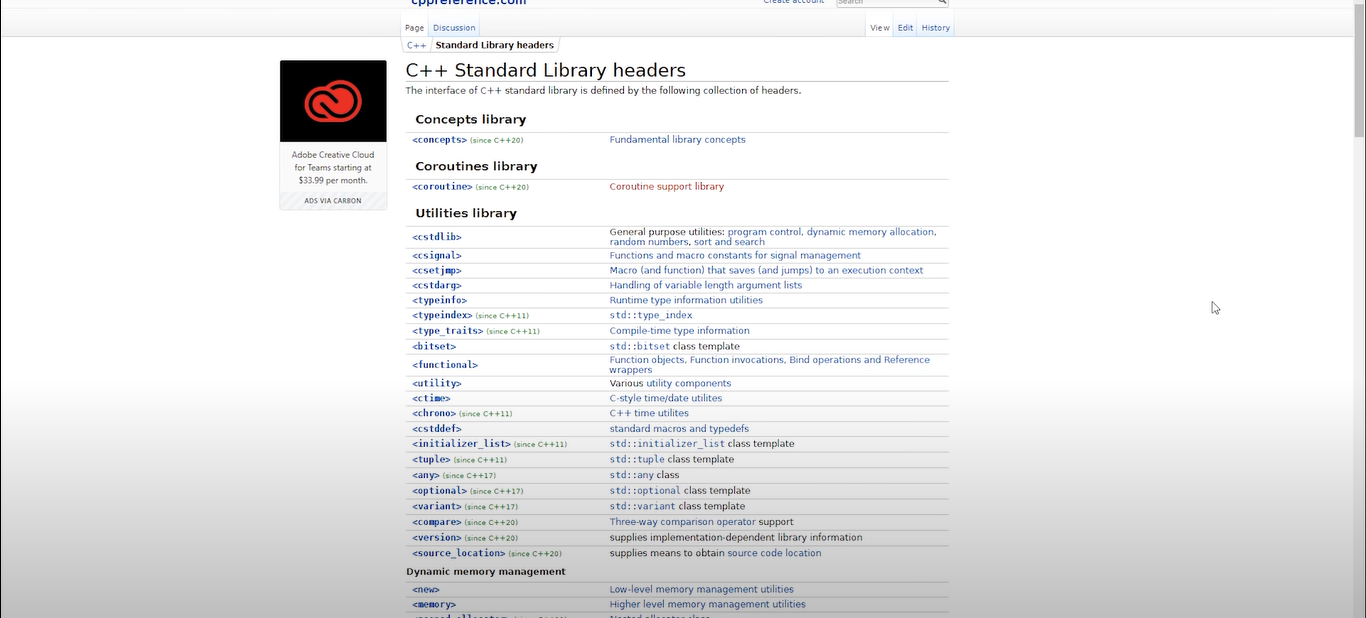 cppreference.com
Create account
Search
Page
Discussion
View
Edit
History
C++
Standard Library headers
Adobe Creative Cloud
for Teams starting at
$33.99 per month.
ADS VIA CARBON
C++ Standard Library headers
The interface of C++ standard library is defined by the following collection of headers.
Concepts library
<concepts> (since C++20) Fundamental library concepts
Coroutines library
<coroutine> (since C++20) Coroutine support library
Utilities library
<cstdlib> General purpose utilities: program control, dynamic memory allocation,
random numbers, sort and search
<csignal> Functions and macro constants for signal management
<csetjmp> Macro (and function) that saves (and jumps) to an execution context
<cstdarg> Handling of variable length argument lists
<typeinfo> Runtime type information utilities
<typeindex> (since C++11) std::type_index
<type_traits> (since C++11) Compile-time type information
<bitset> std::bitset class template
<functional> Function objects, Function invocations, Bind operations and Reference
wrappers
<utility> Various utility components
<ctime> C-style time/date utilites
<chrono> (since C++11) C++ time utilites
<cstddef> standard macros and typedefs
<initializer_list> (since C++11) std::initializer_list class template
<tuple> (since C++11) std::tuple class template
<any> (since C++17) std::any class
<optional> (since C++17) std::optional class template
<variant> (since C++17) std::variant class template
<compare> (since C++20) Three-way comparison operator support
<version> (since C++20) supplies implementation-dependent library information
<source_location> (since C++20) supplies means to obtain source code location
Dynamic memory management
<new> Low-level memory management utilities
<memory> Higher level memory management utilities